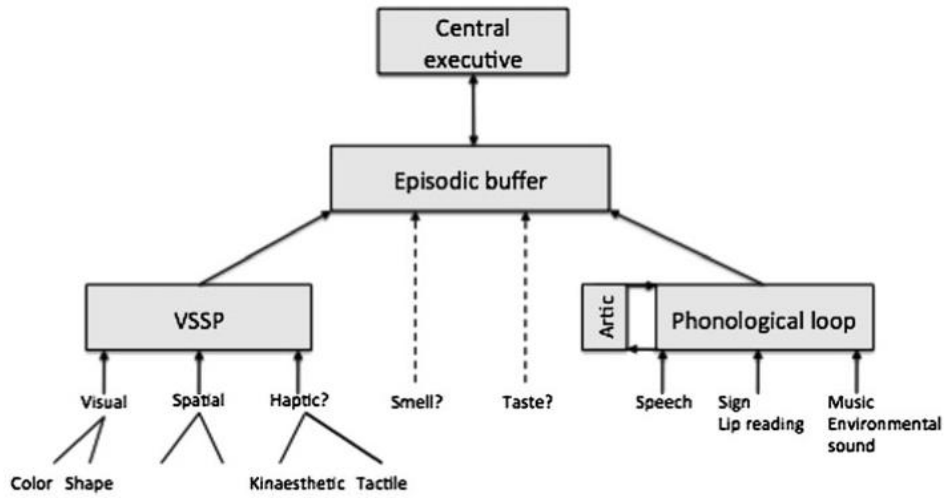 Central
executive
Episodic buffer
VSSP
Artic
Phonological loop
Visual
Spatial
Haptic?
Smell?
Taste?
Speech
Sign
Lip reading
Music
Environmental
sound
Color
Shape
Kinaesthetic
Tactile